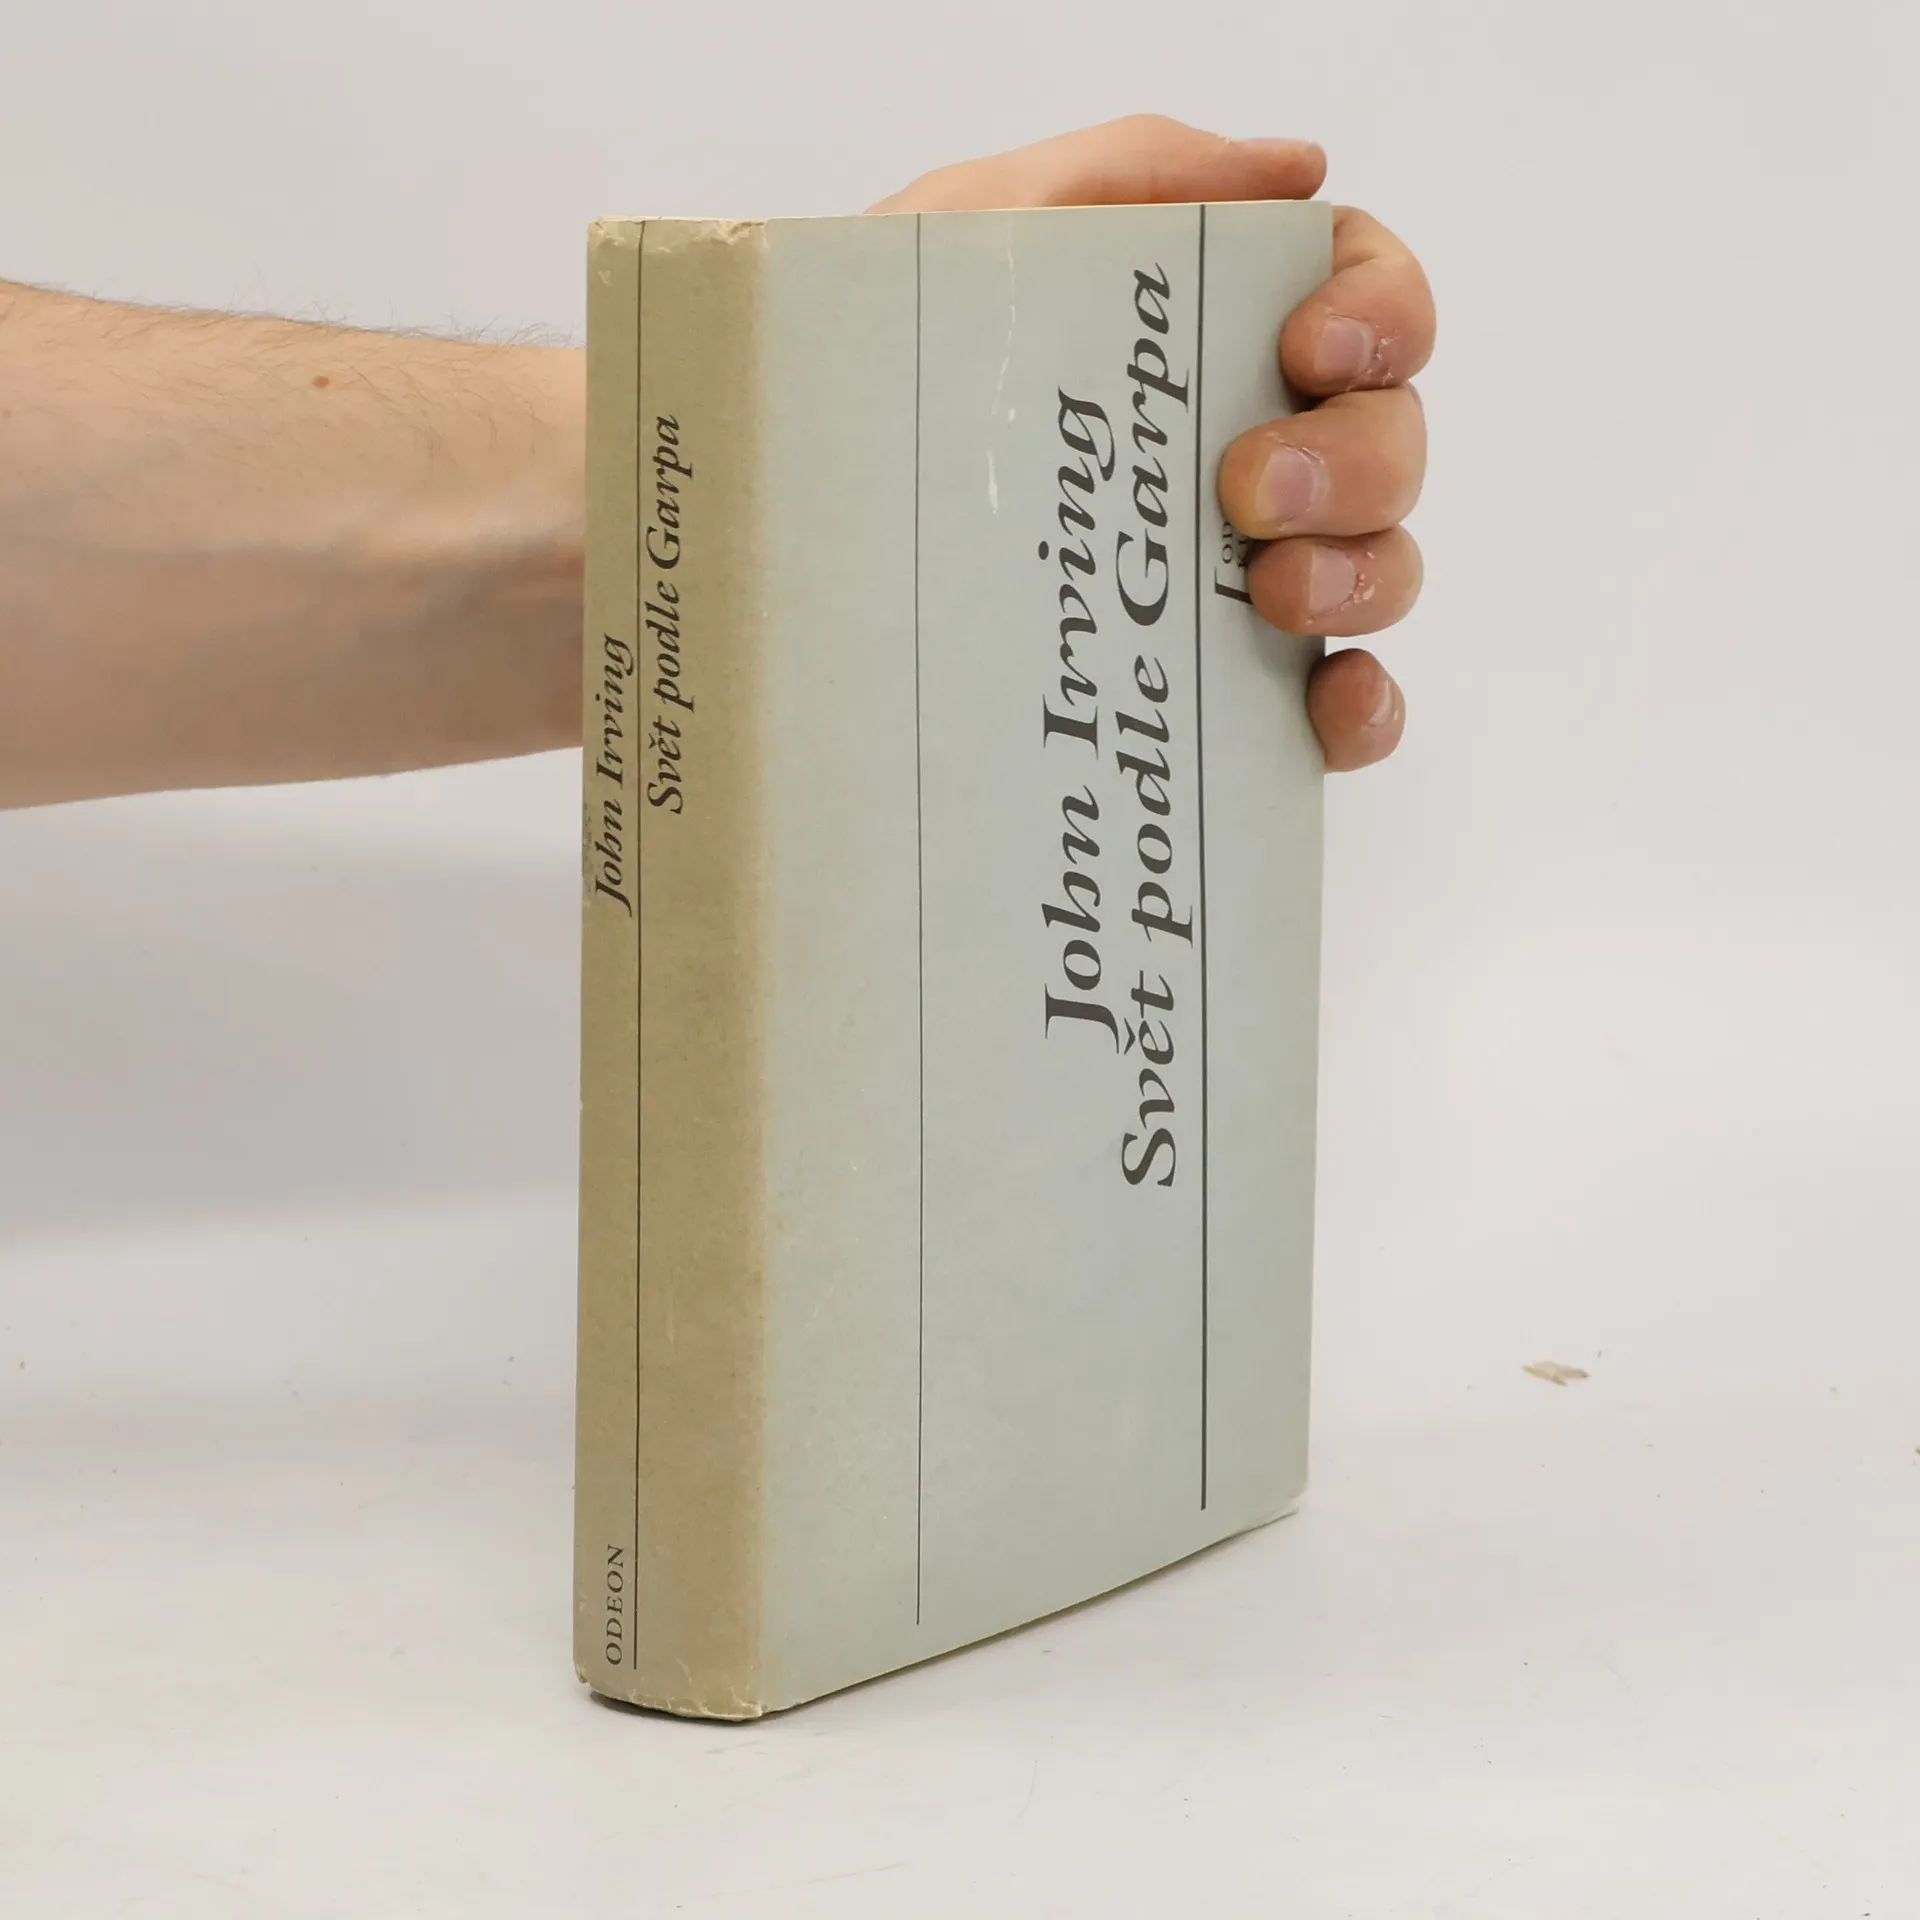 John Irving
Svět podle Garpa
ODEON
John Irving
Svět podle Garpa